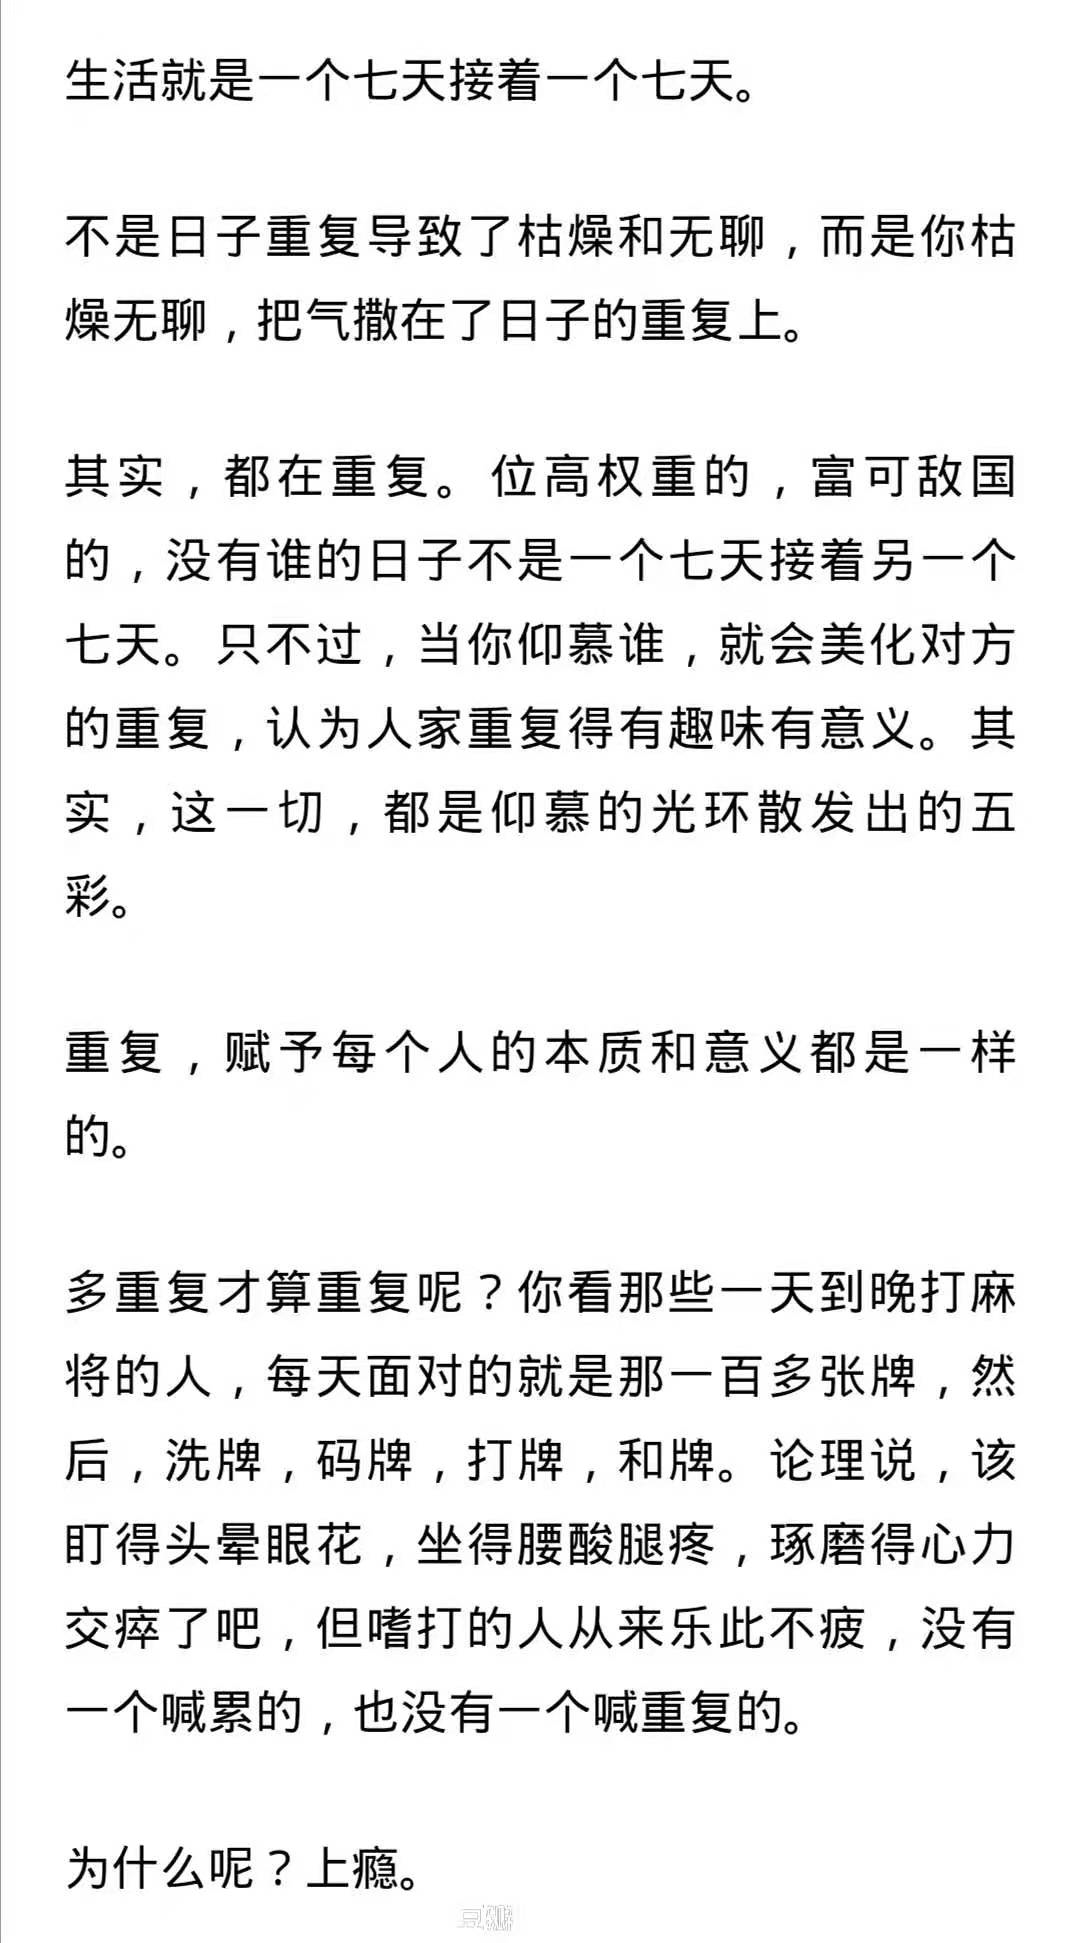 生活就是一个七天接着一个七天。
不是日子重复导致了枯燥和无聊，而是你枯
燥无聊，把气撒在了日子的重复上。
其实，都在重复。位高权重的，富可敌国
的，没有谁的日子不是一个七天接着另一个
七天。只不过，当你仰慕谁，就会美化对方
的重复，认为人家重复得有趣味有意义。其
实，这一切，都是仰慕的光环散发出的五
彩。
重复，赋予每个人的本质和意义都是一样
的。
多重复才算重复呢？你看那些一天到晚打麻
将的人，每天面对的就是那一百多张牌，然
后，洗牌，码牌，打牌，和牌。论理说，该
盯得头晕眼花，坐得腰酸腿疼，琢磨得心力
交瘁了吧，但嗜打的人从来乐此不疲，没有
一个喊累的，也没有一个喊重复的。
为什么呢？上瘾。
豆瓣